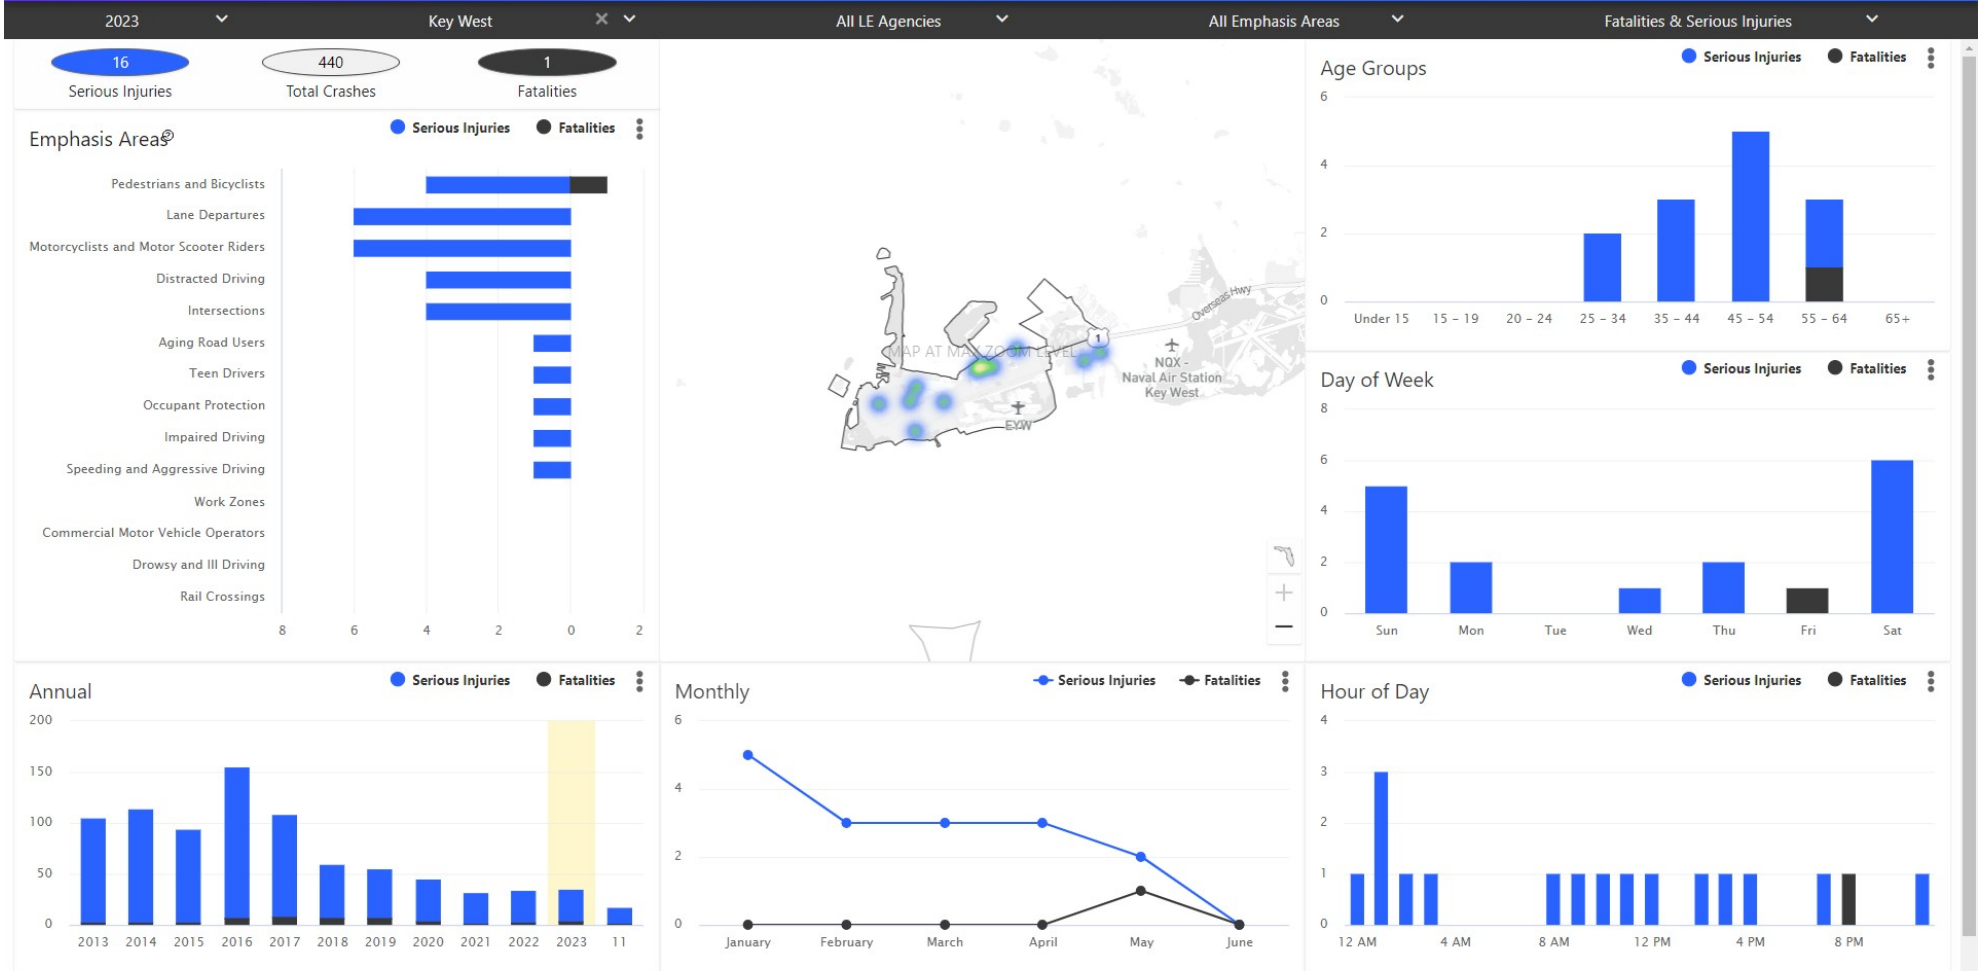 2023
Key West
All LE Agencies
All Emphasis Areas
Fatalities & Serious Injuries
16
440
1
Serious Injuries
Total Crashes
Fatalities
Emphasis Areas
Serious Injuries
Fatalities
Pedestrians and Bicyclists
Lane Departures
Motorcyclists and Motor Scooter Riders
Distracted Driving
Intersections
Aging Road Users
Teen Drivers
Occupant Protection
Impaired Driving
Speeding and Aggressive Driving
Work Zones
Commercial Motor Vehicle Operators
Drowsy and Ill Driving
Rail Crossings
8 6 4 2 0 2
MAP AT MAX ZOOM LEVEL
Overseas Hwy
1
NQX -
Naval Air Station
Key West
EYW
Age Groups
Serious Injuries
Fatalities
6
4
2
0
Under 15 15 – 19 20 – 24 25 – 34 35 – 44 45 – 54 55 – 64 65+
Day of Week
Serious Injuries
Fatalities
8
6
4
2
0
Sun Mon Tue Wed Thu Fri Sat
Annual
Serious Injuries
Fatalities
200
150
100
50
0
2013 2014 2015 2016 2017 2018 2019 2020 2021 2022 2023 11
Monthly
Serious Injuries
Fatalities
6
4
2
0
January February March April May June
Hour of Day
Serious Injuries
Fatalities
4
3
2
1
0
12 AM 4 AM 8 AM 12 PM 4 PM 8 PM